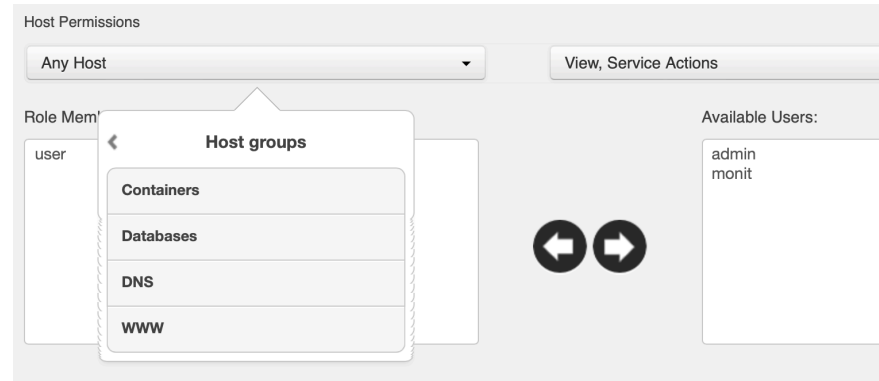 Host Permissions
Any Host
View, Service Actions
Role Mem
Available Users:
Host groups
user
admin
monit
Containers
Databases
DNS
WWW